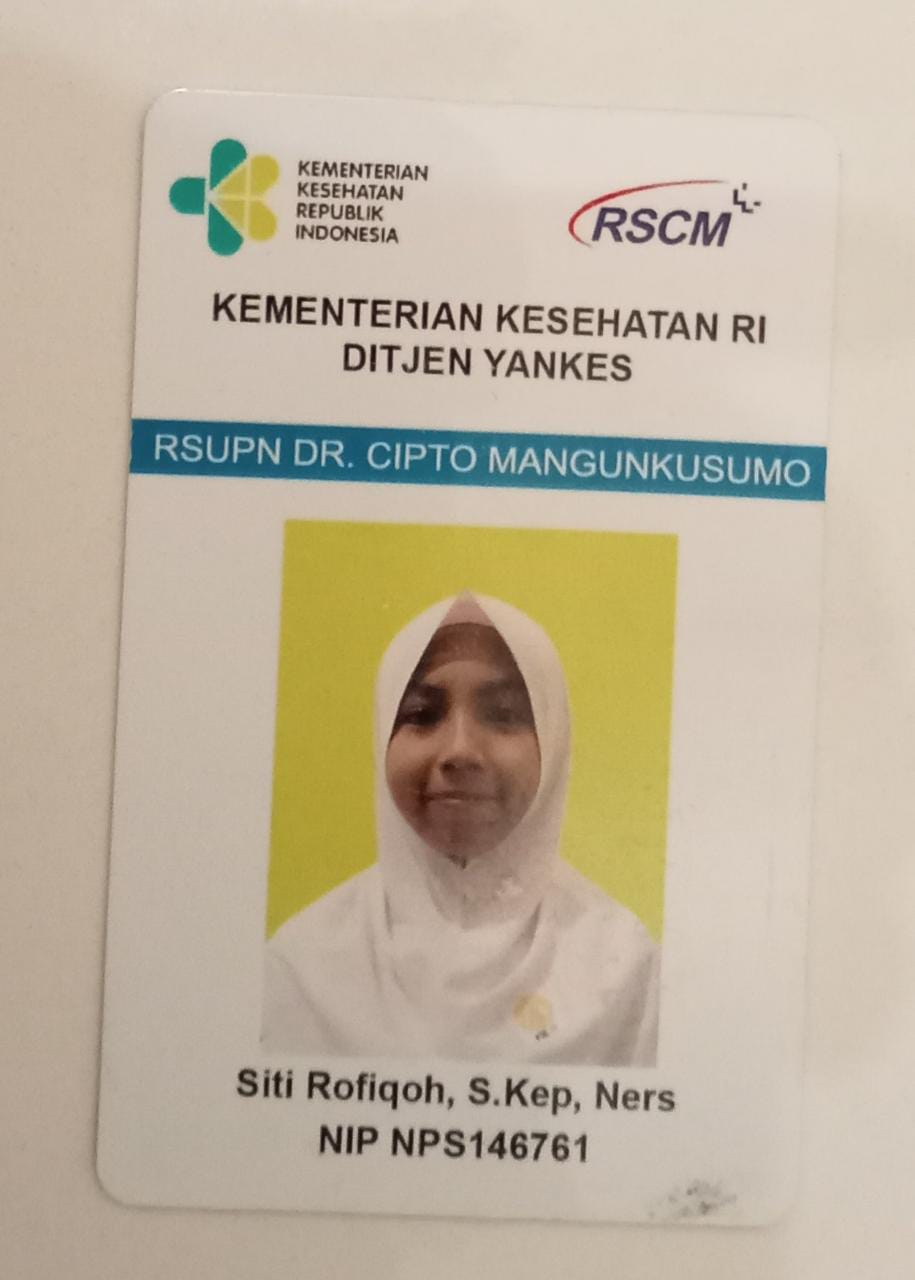 KEMENTERIAN
KESEHATAN
REPUBLIK
INDONESIA
RSCM
KEMENTERIAN KESEHATAN RI
DITJEN YANKES
RSUPN DR. CIPTO MANGUNKUSUMO
Siti Rofiqoh, S.Kep, Ners
NIP NPS146761